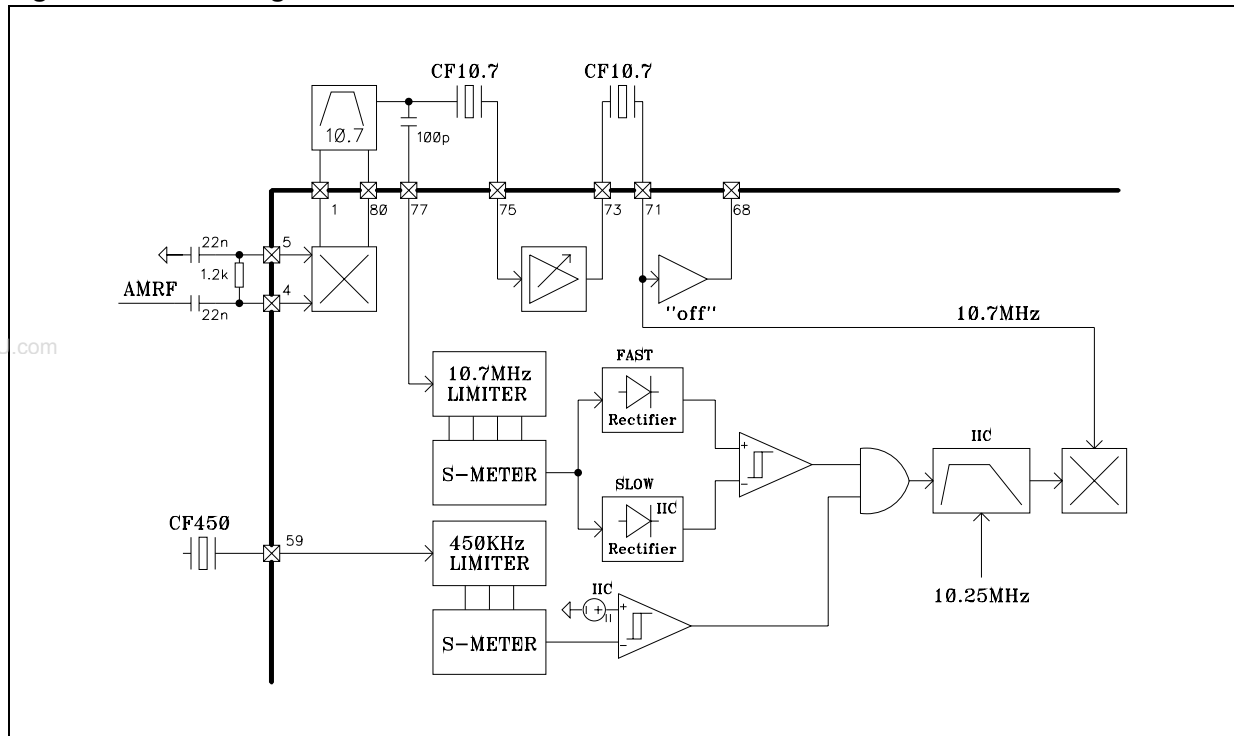 CF10.7
CF10.7
10.7
100p
1
80
77
75
73
71
68
22n
5
1.2k
AMRF
4
22n
"off"
10.7MHz
.com
FAST
10.7MHz
LIMITER
Rectifier
+
IIC
S-METER
SLOW
IIC
-
Rectifier
CF450
59
450KHz
LIMITER
IIC
10.25MHz
+
S-METER
-